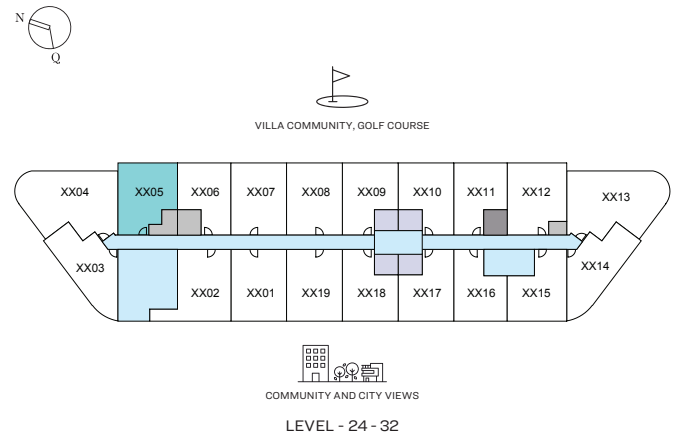 N
Q
VILLA COMMUNITY, GOLF COURSE
XX04 XX05 XX06 XX07 XX08 XX09 XX10 XX11 XX12 XX13
XX03 XX02 XX01 XX19 XX18 XX17 XX16 XX15 XX14
COMMUNITY AND CITY VIEWS
LEVEL - 24 - 32